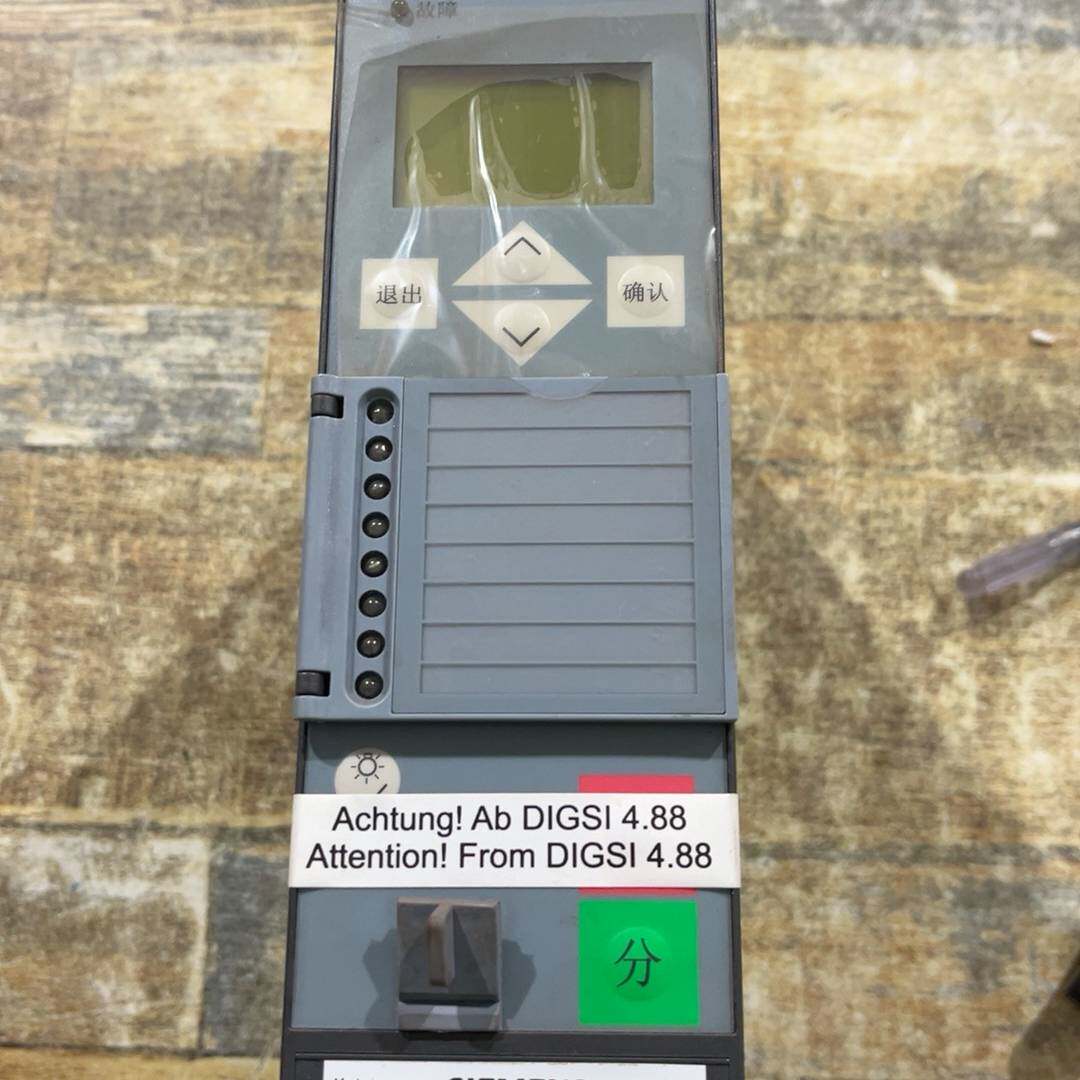 故障
退出
确认
Achtung! Ab DIGSI 4.88
Attention! From DIGSI 4.88
分